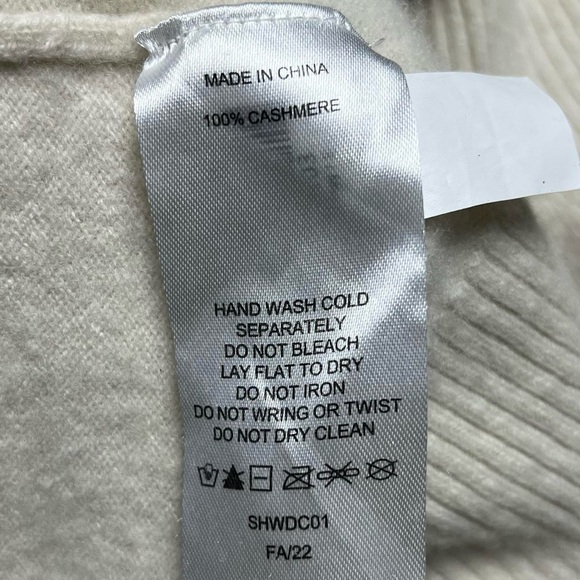 MADE IN CHINA
100% CASHMERE
HAND WASH COLD
SEPARATELY
DO NOT BLEACH
LAY FLAT TO DRY
DO NOT IRON
DO NOT WRING OR TWIST
DO NOT DRY CLEAN
SHWDC01
FA/22